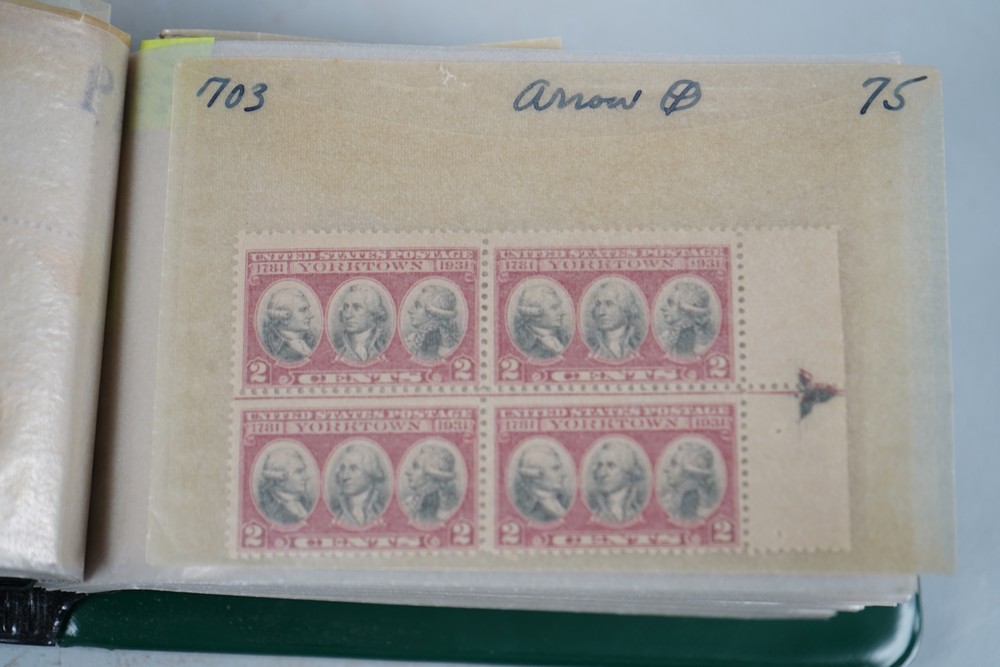 703 Arrow ⊕ 75
UNITED STATES POSTAGE UNITED STATES POSTAGE
1781 YORKTOWN 1931 1781 YORKTOWN 1931
2 CENTS 2 2 CENTS 2
UNITED STATES POSTAGE UNITED STATES POSTAGE
1781 YORKTOWN 1931 1781 YORKTOWN 1931
2 CENTS 2 2 CENTS 2